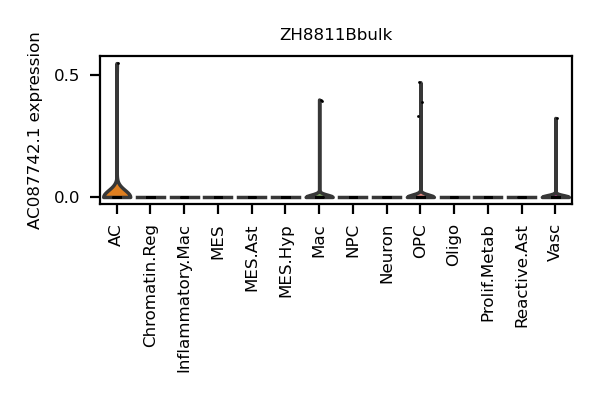 ZH8811Bbulk
AC087742.1 expression
0.5
0.0
AC
Chromatin.Reg
Inflammatory.Mac
MES
MES.Ast
MES.Hyp
Mac
NPC
Neuron
OPC
Oligo
Prolif.Metab
Reactive.Ast
Vasc